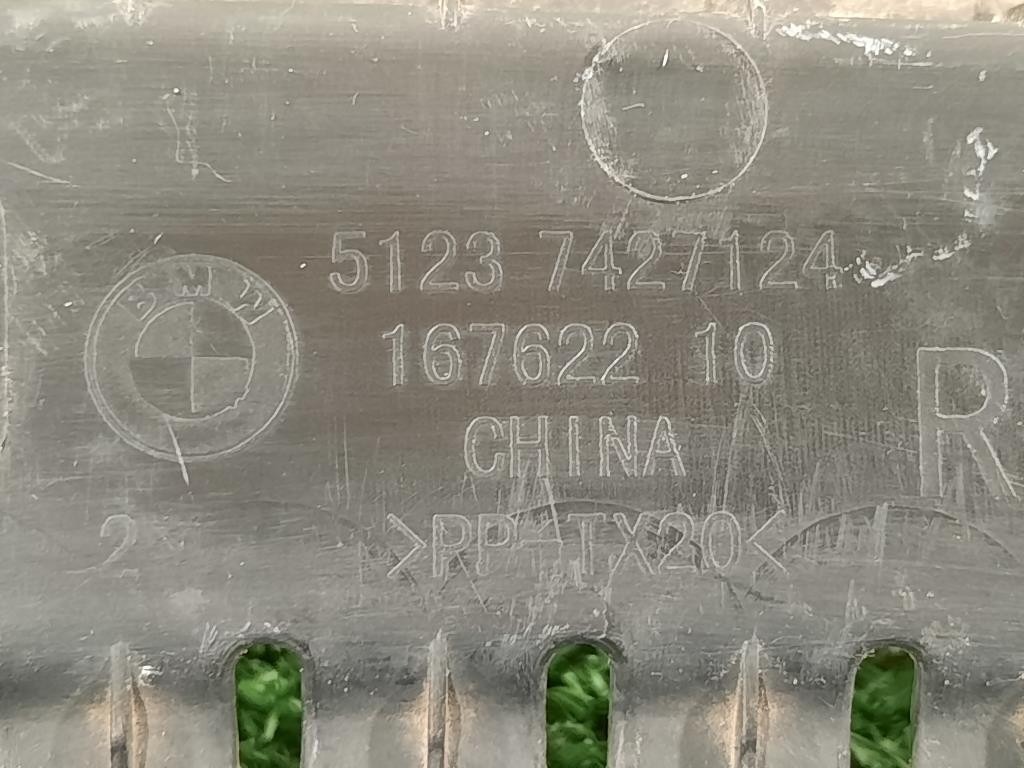 BMW
5123 7427124
167622 10
CHINA
R
2
>PP-TX20<